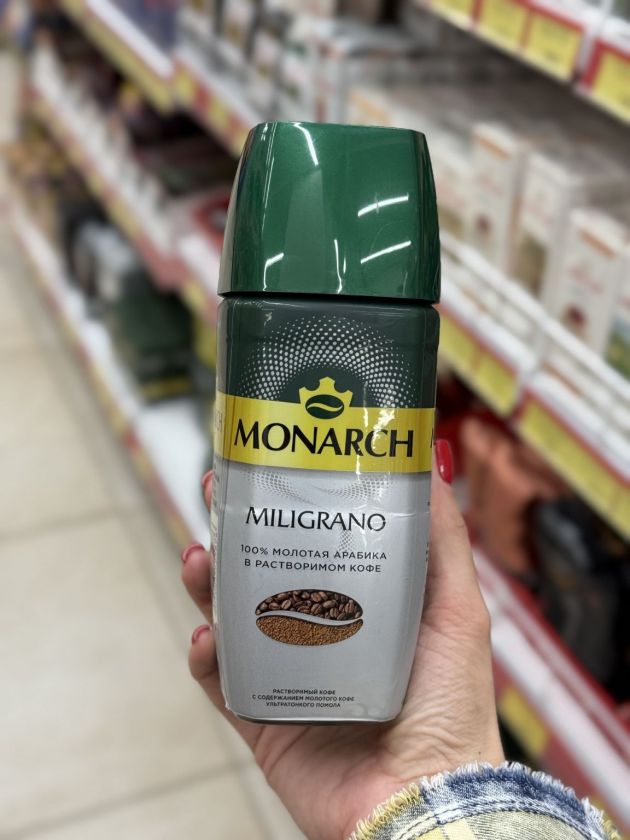 MONARCH
MILIGRANO
100% МОЛОТАЯ АРАБИКА
В РАСТВОРИМОМ КОФЕ
РАСТВОРИМЫЙ КОФЕ
С СОДЕРЖАНИЕМ МОЛОТОГО КОФЕ
УЛЬТРАТОНКОГО ПОМОЛА